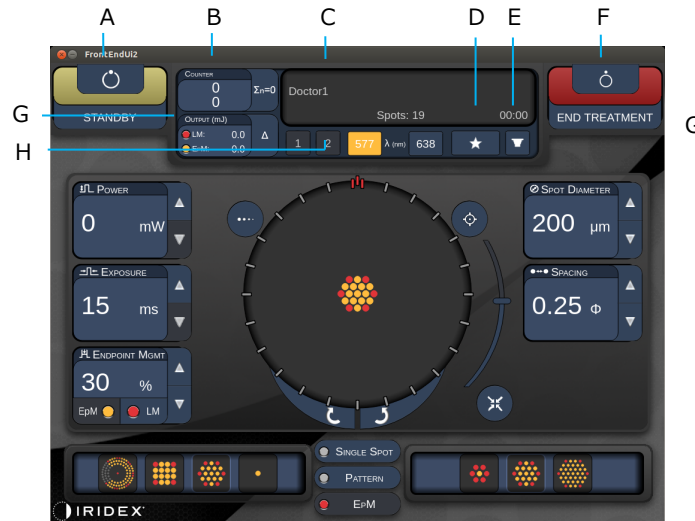 A
B
C
D
E
F
FrontEndUi2
COUNTER
0
0
Σn=0
Doctor1
Spots: 19
00:00
STANDBY
END TREATMENT
G
G
OUTPUT (mJ)
LM: 0.0
EPM: 0.0
Δ
1 2 577 λ (nm) 638
H
POWER
0 mW
SPOT DIAMETER
200 µm
EXPOSURE
15 ms
SPACING
0.25 Φ
ENDPOINT MGMT
30 %
EpM LM
SINGLE SPOT
PATTERN
EPM
IRIDEX